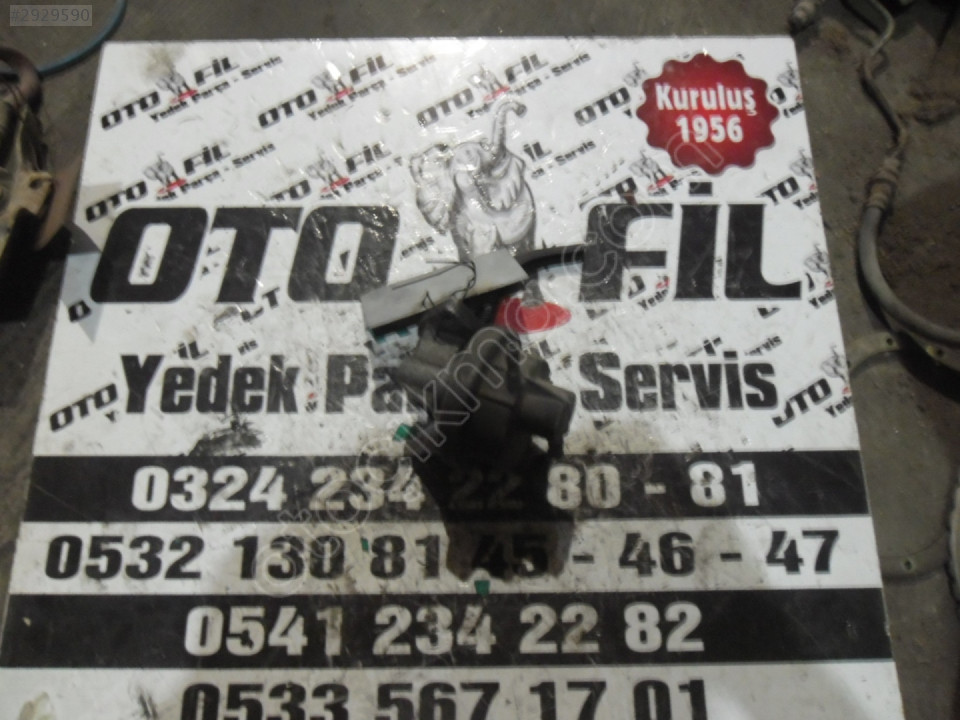 #2929590
OTO FİL
Yedek Parça - Servis
Kuruluş
1956
OTO FİL
Yedek Pa Servis
0324 234 22 80 - 81
0532 130 81 45 - 46 - 47
0541 234 22 82
0533 567 17 01